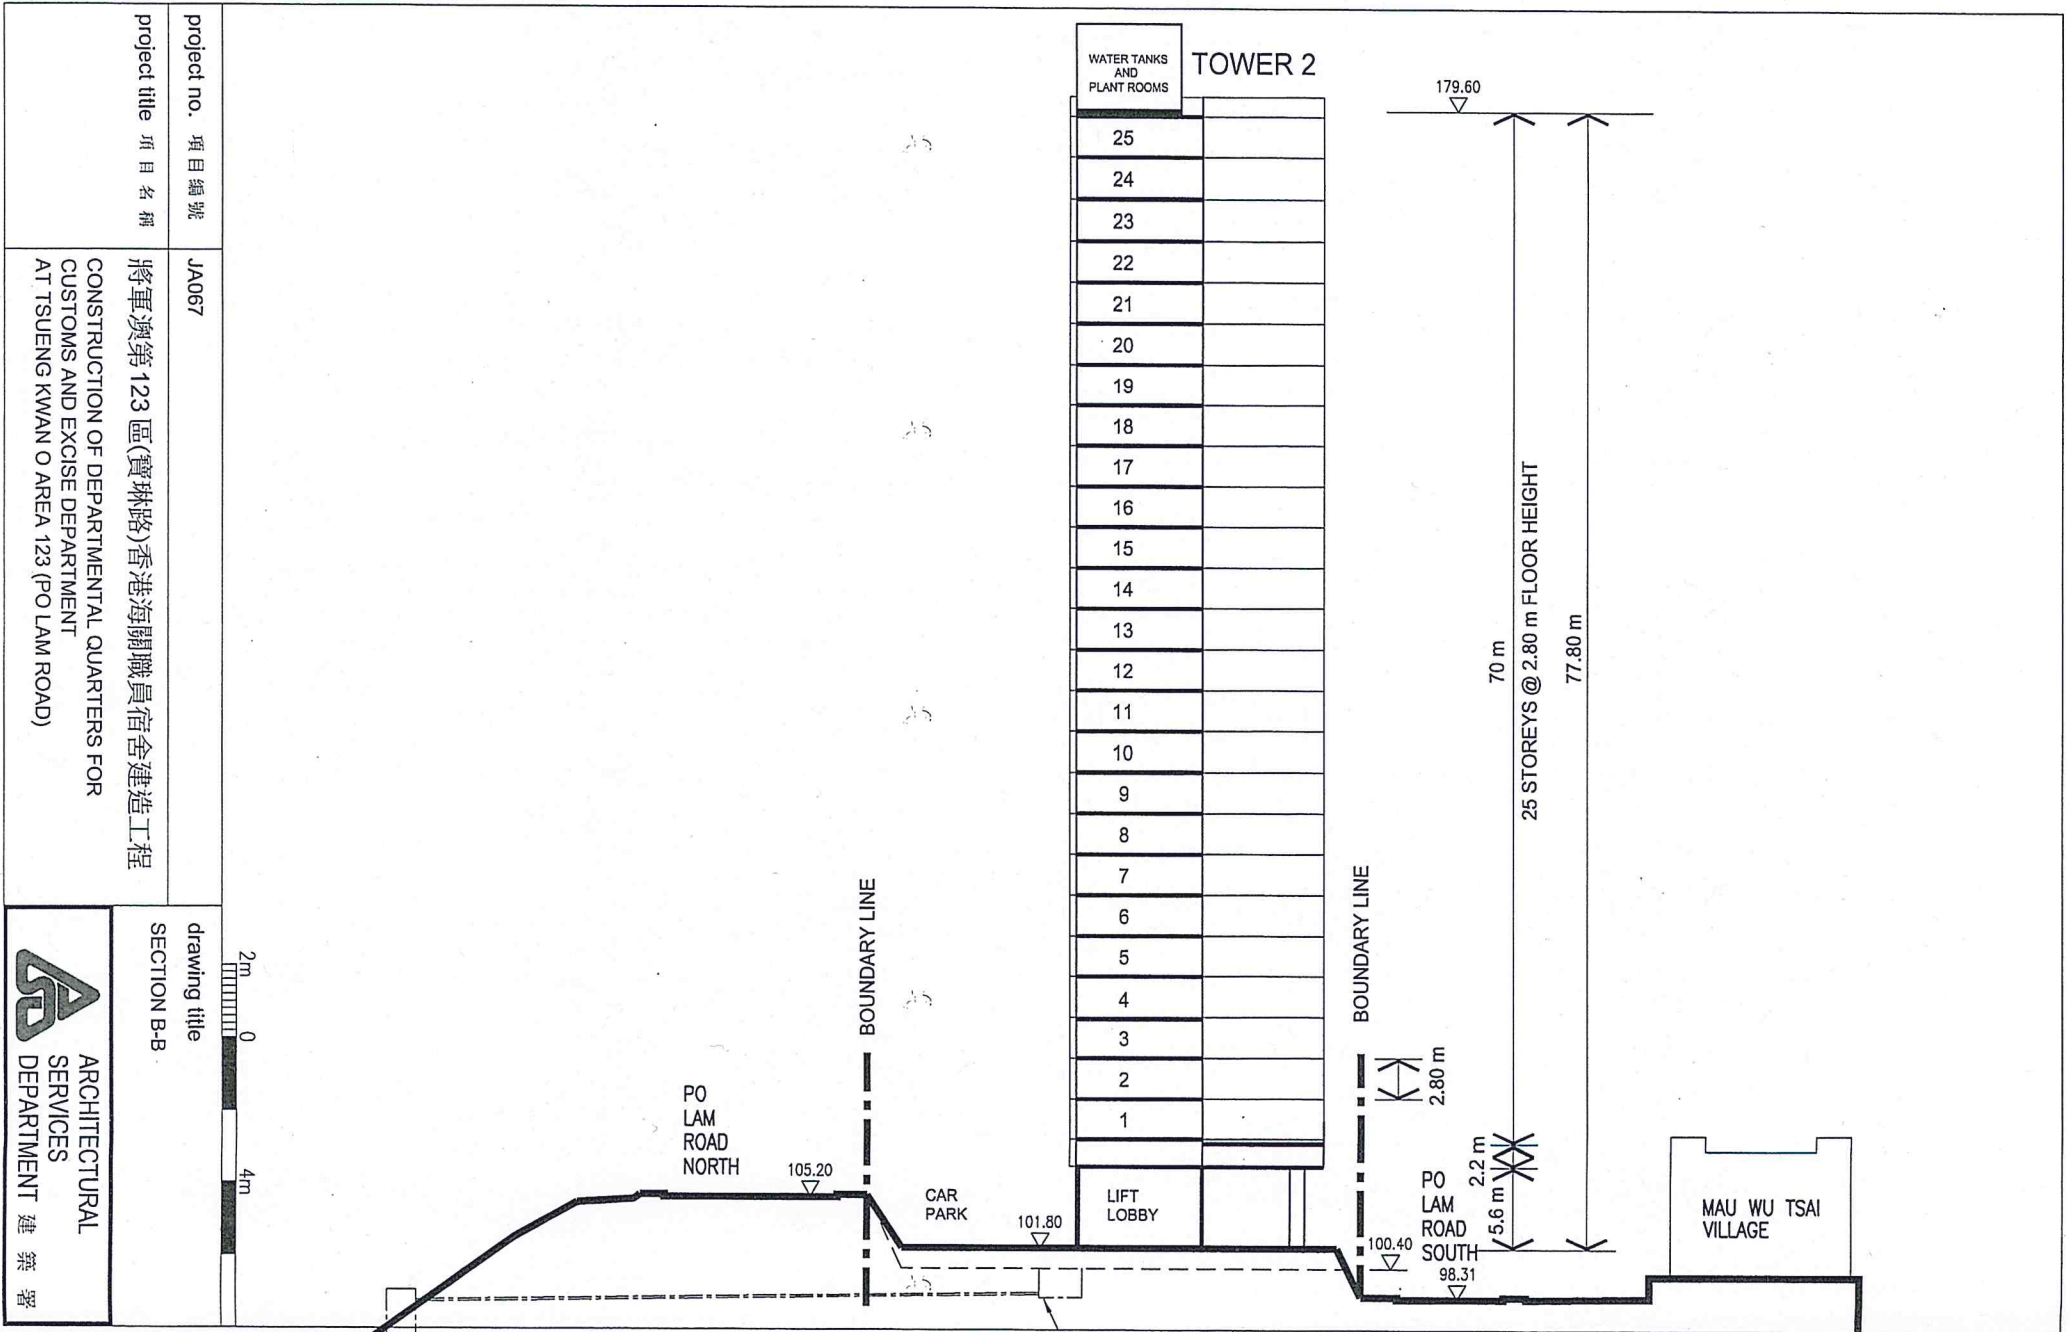 project no. 項目編號
JA067
project title 項目名稱
將軍澳第123區(寶琳路)香港海關職員宿舍建造工程
CONSTRUCTION OF DEPARTMENTAL QUARTERS FOR
CUSTOMS AND EXCISE DEPARTMENT
AT TSUENG KWAN O AREA 123 (PO LAM ROAD)
drawing title
SECTION B-B
ARCHITECTURAL
SERVICES
DEPARTMENT 建築署
2m 0 4m
WATER TANKS
AND
PLANT ROOMS
TOWER 2
179.60
25
24
23
22
21
20
19
18
17
16
15
14
13
12
11
10
9
8
7
6
5
4
3
2
1
LIFT
LOBBY
70 m
25 STOREYS @ 2.80 m FLOOR HEIGHT
77.80 m
BOUNDARY LINE
BOUNDARY LINE
2.80 m
2.2 m
5.6 m
PO
LAM
ROAD
NORTH
105.20
CAR
PARK
101.80
PO
LAM
ROAD
SOUTH
100.40
98.31
MAU WU TSAI
VILLAGE